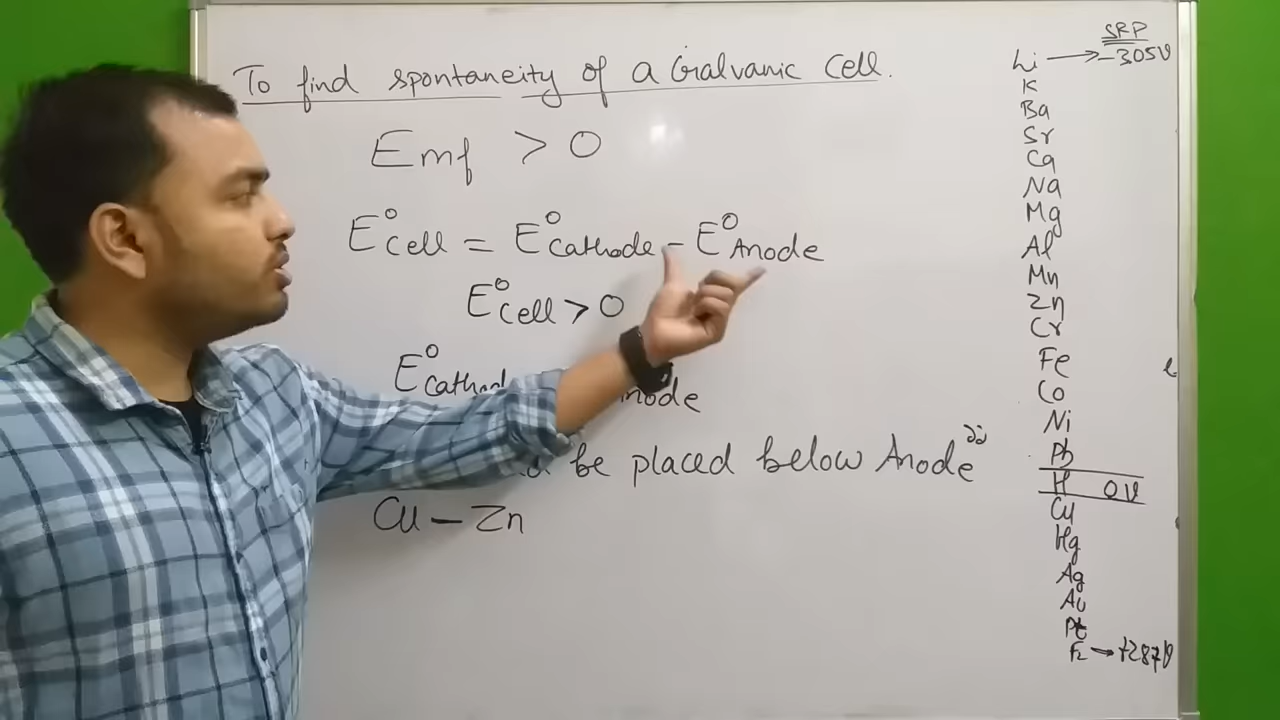 To find spontaneity of a Galvanic Cell.
Emf > 0
E°Cell = E°Cathode - E°Anode
E°Cell > 0
E°Cathod node
be placed below Anode
Cu - Zn
SRP
Li → -3.05V
K
Ba
Sr
Ca
Na
Mg
Al
Mn
Zn
Cr
Fe
Co
Ni
Pb
H 0V
Cu
Hg
Ag
Au
Pt
F2 → +2.87V